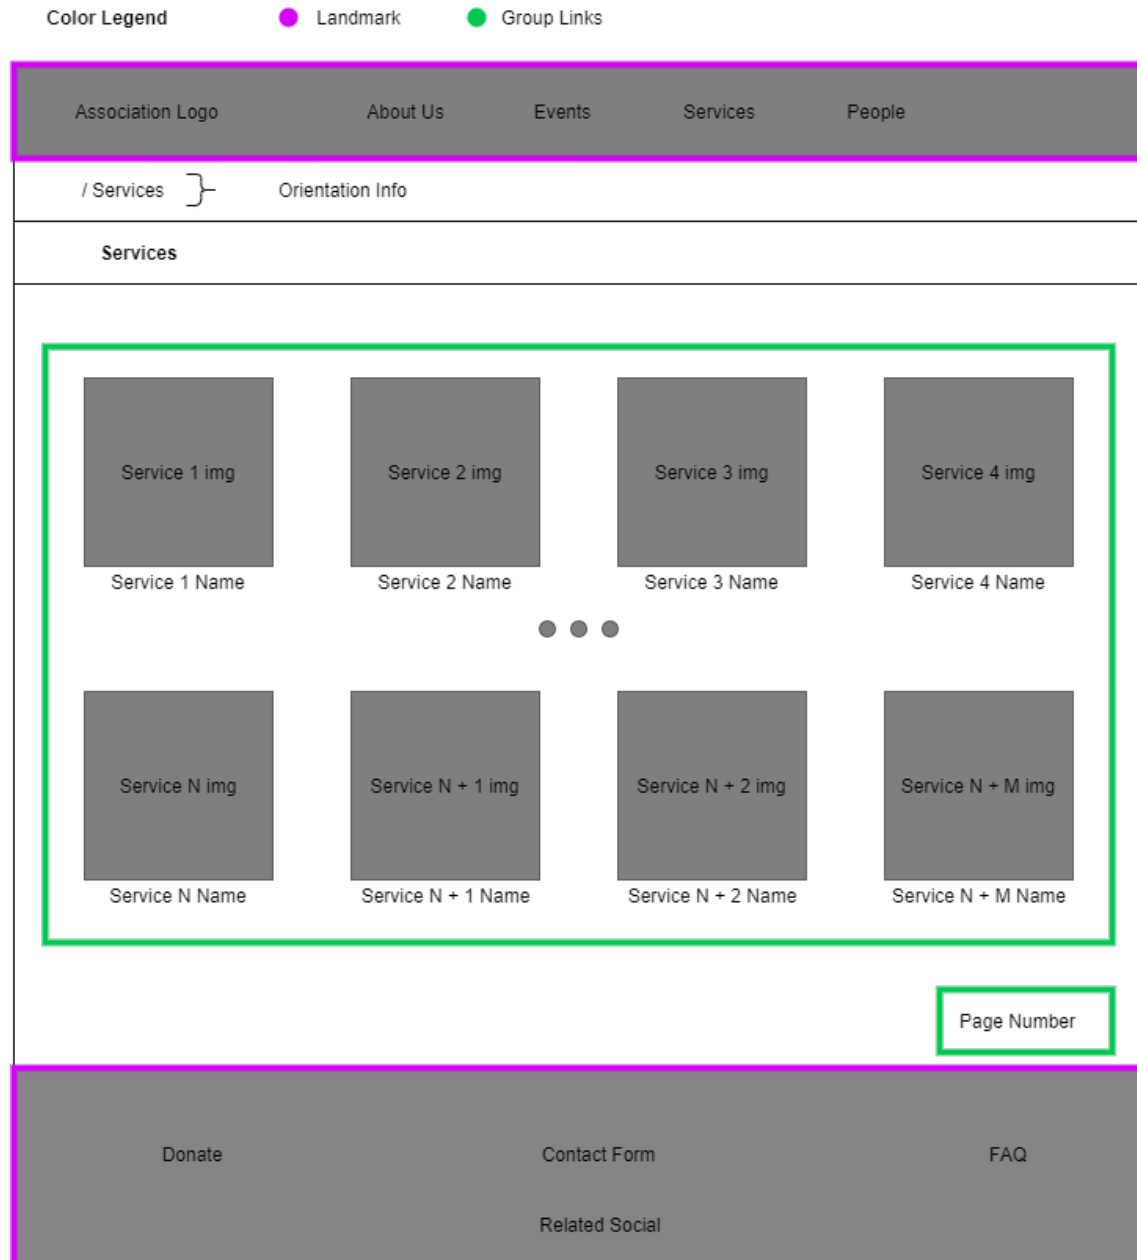 Color Legend Landmark Group Links
Association Logo About Us Events Services People
/ Services Orientation Info
Services
Service 1 img Service 2 img Service 3 img Service 4 img
Service 1 Name Service 2 Name Service 3 Name Service 4 Name
Service N img Service N + 1 img Service N + 2 img Service N + M img
Service N Name Service N + 1 Name Service N + 2 Name Service N + M Name
Page Number
Donate Contact Form FAQ
Related Social